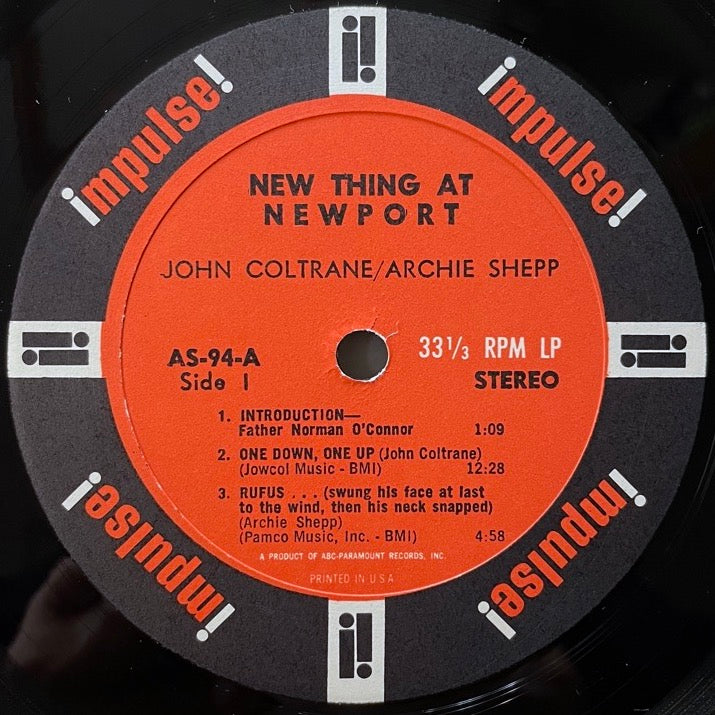 impulse!
impulse!
NEW THING AT
NEWPORT
JOHN COLTRANE/ARCHIE SHEPP
AS-94-A
Side 1
33 1/3 RPM LP
STEREO
1. INTRODUCTION—
Father Norman O'Connor 1:09
2. ONE DOWN, ONE UP (John Coltrane)
(Jowcol Music - BMI) 12:28
3. RUFUS . . . (swung his face at last
to the wind, then his neck snapped)
(Archie Shepp)
(Pamco Music, Inc. - BMI) 4:58
A PRODUCT OF ABC-PARAMOUNT RECORDS, INC.
PRINTED IN U.S.A
impulse!
impulse!